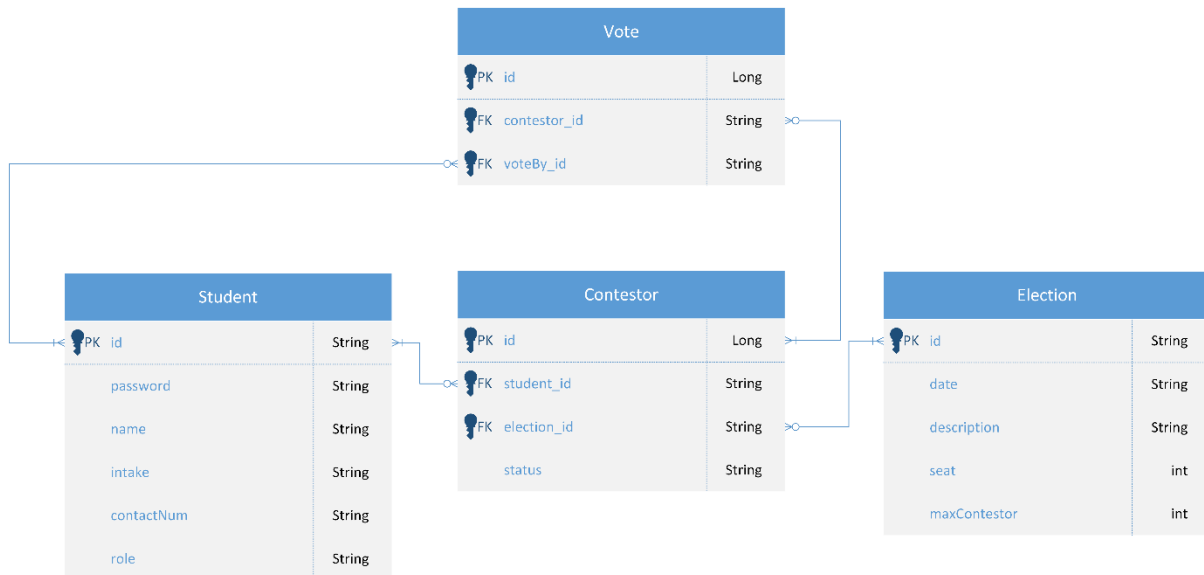 Vote
PK id Long
FK contestor_id String
FK voteBy_id String
Student
PK id String
password String
name String
intake String
contactNum String
role String
Contestor
PK id Long
FK student_id String
FK election_id String
status String
Election
PK id String
date String
description String
seat int
maxContestor int